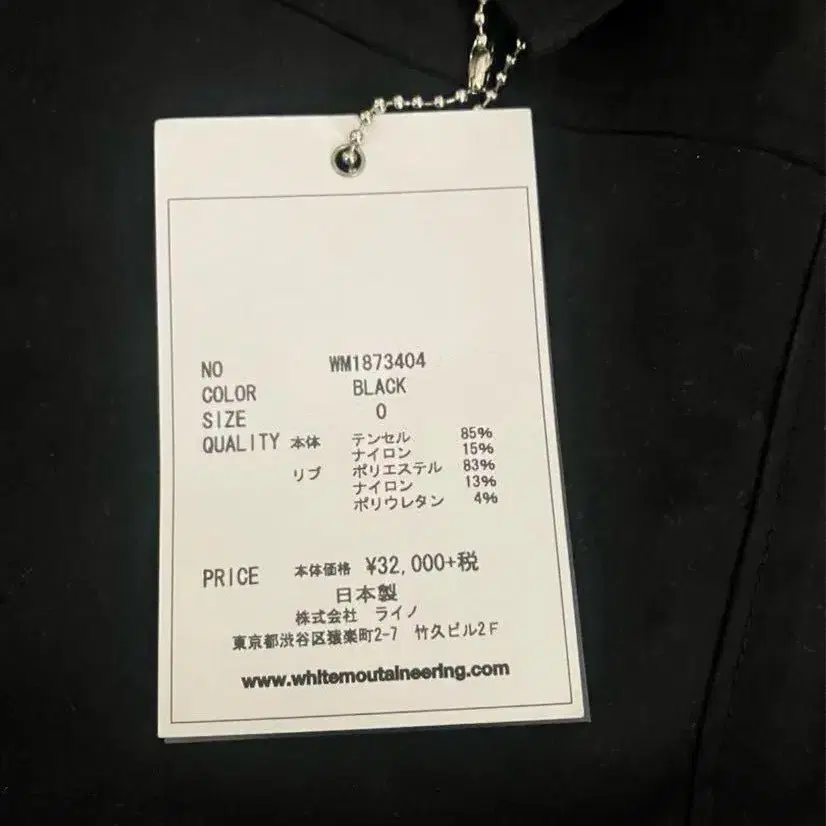 NO WM1873404
COLOR BLACK
SIZE 0
QUALITY 本体 テンセル 85%
ナイロン 15%
リブ ポリエステル 83%
ナイロン 13%
ポリウレタン 4%
PRICE 本体価格 ¥32,000+税
日本製
株式会社 ライノ
東京都渋谷区猿楽町2-7 竹久ビル2F
www.whitemoutaineering.com